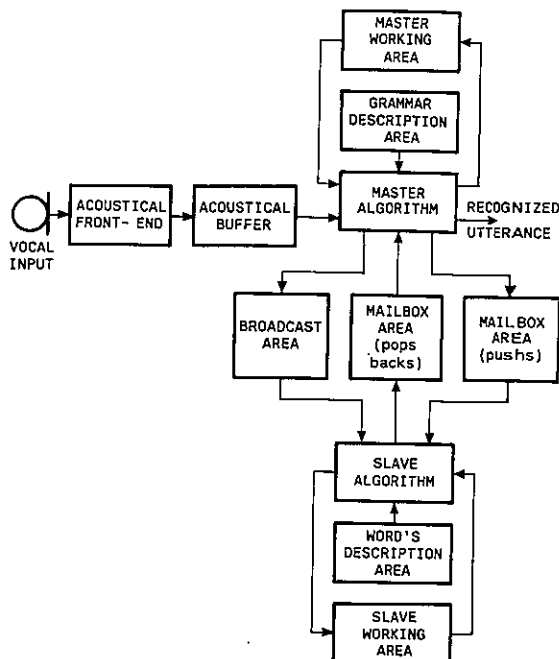 MASTER
WORKING
AREA
GRAMMAR
DESCRIPTION
AREA
MASTER
ALGORITHM
RECOGNIZED
UTTERANCE
ACOUSTICAL
FRONT- END
ACOUSTICAL
BUFFER
VOCAL
INPUT
BROADCAST
AREA
MAILBOX
AREA
(pops
backs)
MAILBOX
AREA
(pushs)
SLAVE
ALGORITHM
WORD'S
DESCRIPTION
AREA
SLAVE
WORKING
AREA